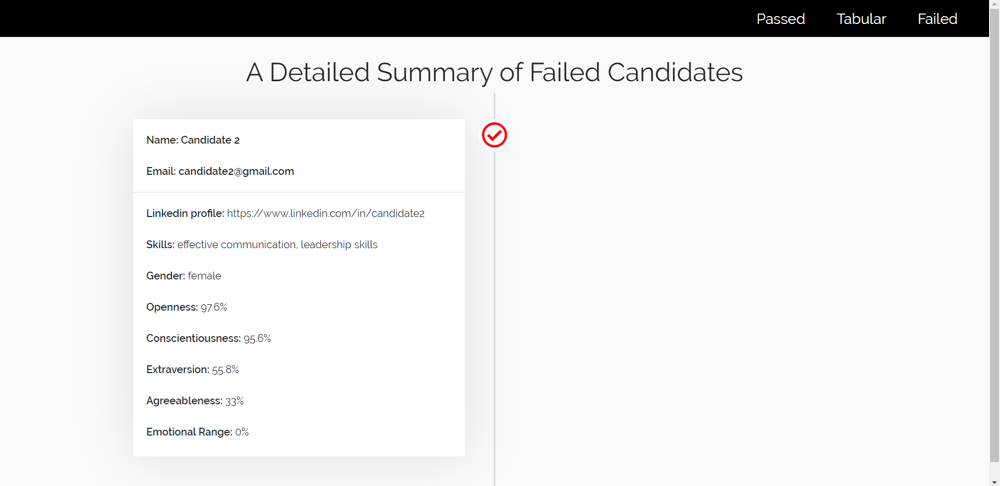 Passed Tabular Failed
A Detailed Summary of Failed Candidates
Name: Candidate 2
Email: candidate2@gmail.com
Linkedin profile: https://www.linkedin.com/in/candidate2
Skills: effective communication, leadership skills
Gender: female
Openness: 97.6%
Conscientiousness: 95.6%
Extraversion: 55.8%
Agreeableness: 33%
Emotional Range: 0%